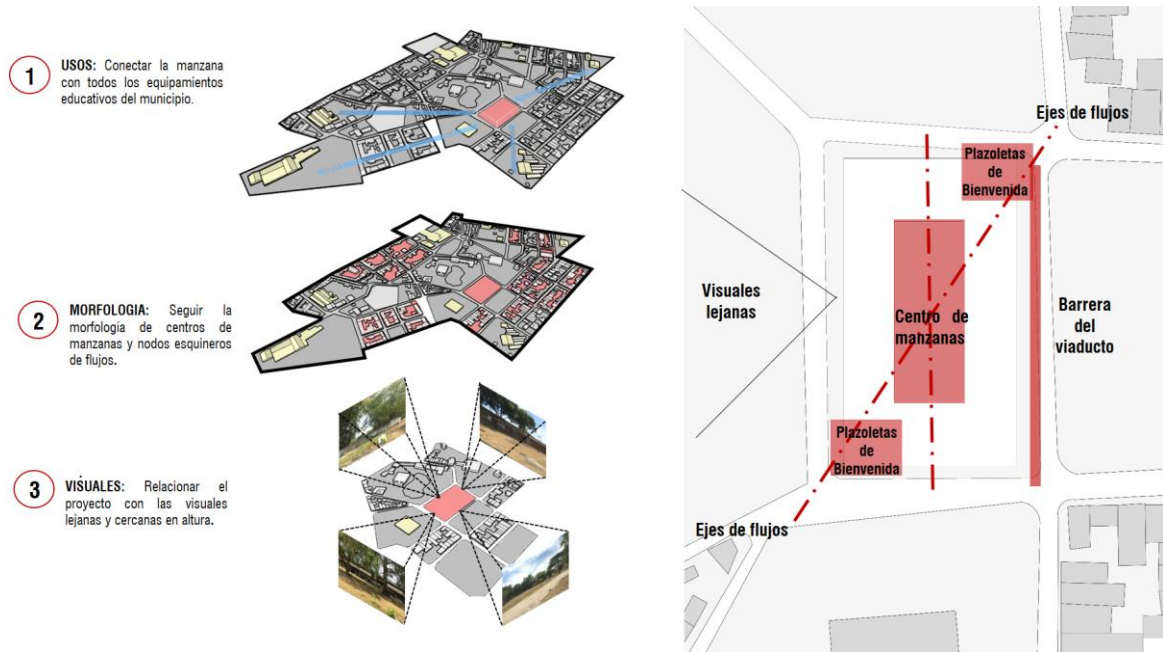 1
USOS: Conectar la manzana
con todos los equipamientos
educativos del municipio.
2
MORFOLOGIA: Seguir la
morfología de centros de
manzanas y nodos esquineros
de flujos.
3
VISUALES: Relacionar el
proyecto con las visuales
lejanas y cercanas en altura.
Ejes de flujos
Plazoletas
de
Bienvenida
Visuales
lejanas
Centro de
manzanas
Barrera
del
viaducto
Plazoletas
de
Bienvenida
Ejes de flujos